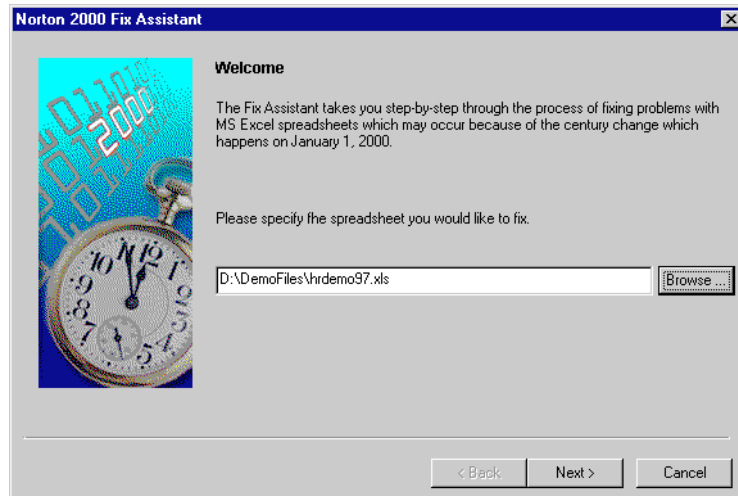 Norton 2000 Fix Assistant
Welcome
The Fix Assistant takes you step-by-step through the process of fixing problems with
MS Excel spreadsheets which may occur because of the century change which
happens on January 1, 2000.
Please specify fhe spreadsheet you would like to fix.
D:\DemoFiles\hrdemo97.xls
Browse ...
< Back
Next >
Cancel
2000